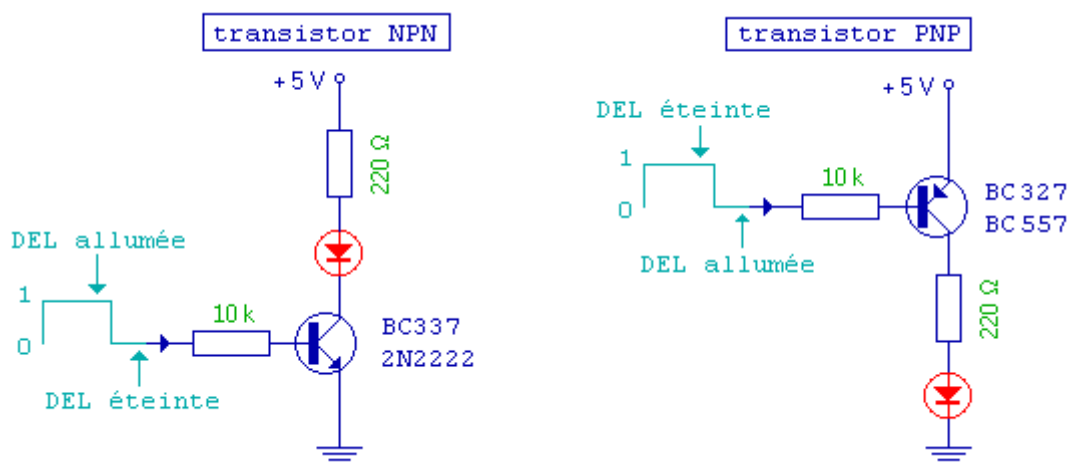 transistor NPN
+5V
220 Ω
DEL allumée
1
0
10k
BC337
2N2222
DEL éteinte
transistor PNP
+5V
DEL éteinte
1
0
10k
BC327
BC557
DEL allumée
220 Ω